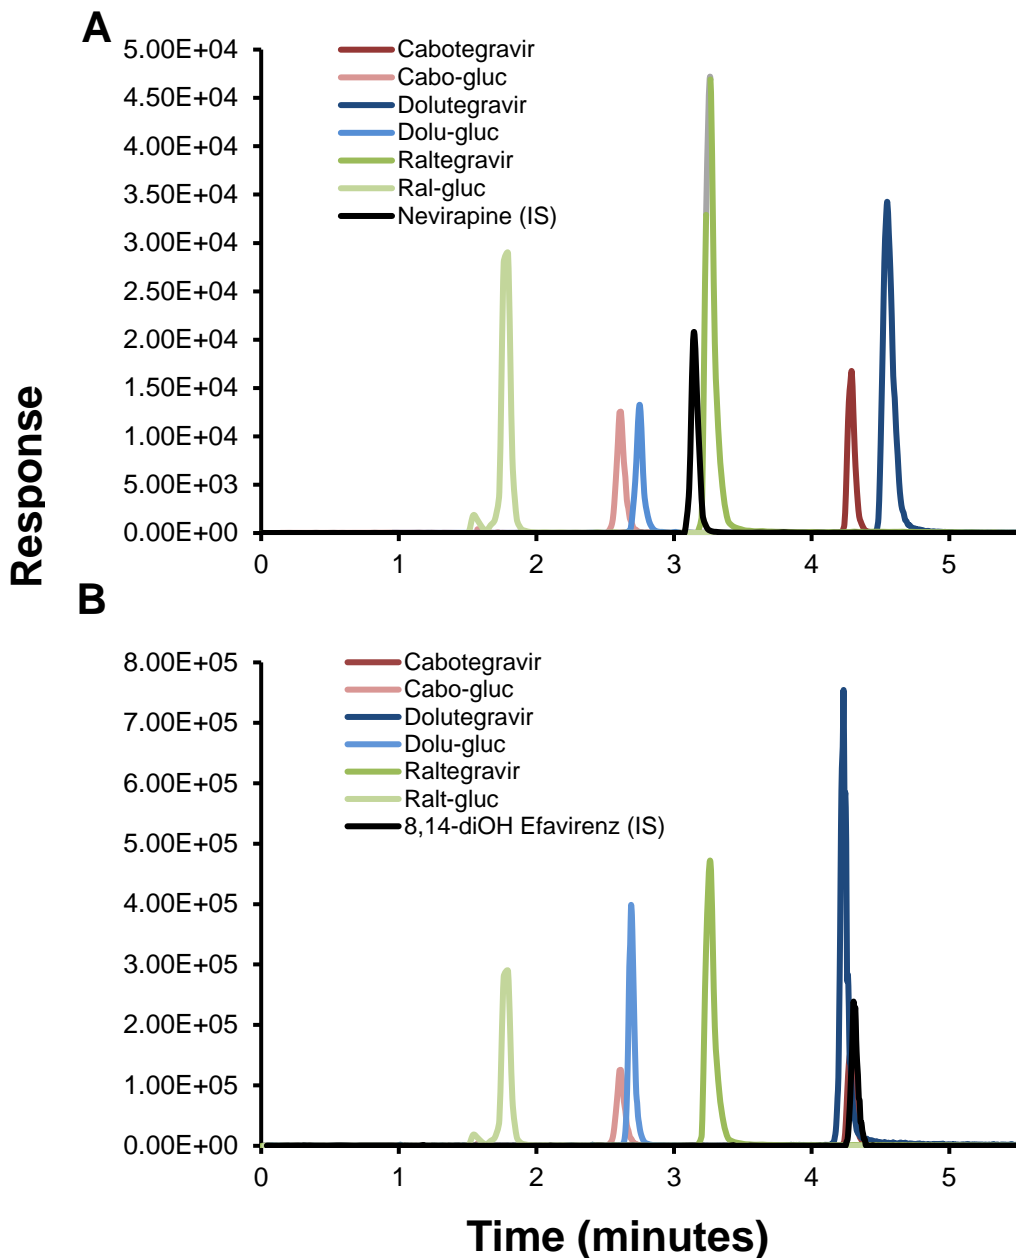 A
5.00E+04
4.50E+04
4.00E+04
3.50E+04
3.00E+04
2.50E+04
2.00E+04
1.50E+04
1.00E+04
5.00E+03
0.00E+00
Cabotegravir
Cabo-gluc
Dolutegravir
Dolu-gluc
Raltegravir
Ral-gluc
Nevirapine (IS)
0 1 2 3 4 5
Response
B
8.00E+05
7.00E+05
6.00E+05
5.00E+05
4.00E+05
3.00E+05
2.00E+05
1.00E+05
0.00E+00
Cabotegravir
Cabo-gluc
Dolutegravir
Dolu-gluc
Raltegravir
Ralt-gluc
8,14-diOH Efavirenz (IS)
0 1 2 3 4 5
Time (minutes)